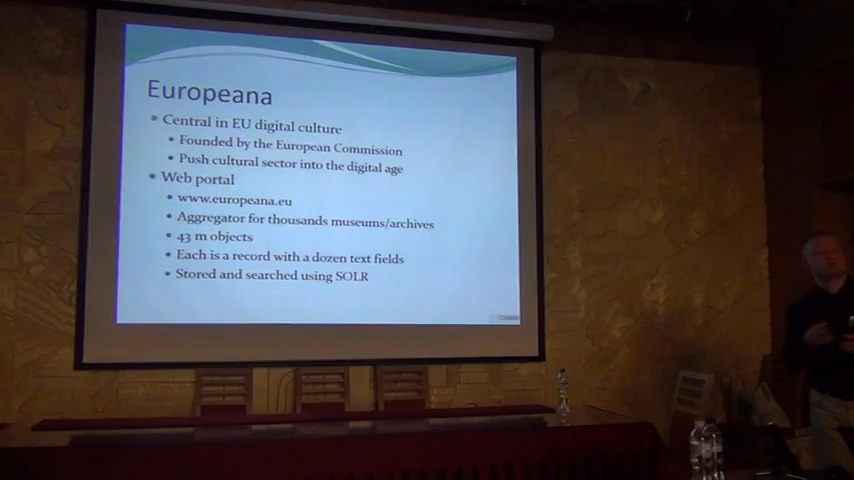 Europeana
• Central in EU digital culture
• Founded by the European Commission
• Push cultural sector into the digital age
• Web portal
• www.europeana.eu
• Aggregator for thousands museums/archives
• 43 m objects
• Each is a record with a dozen text fields
• Stored and searched using SOLR